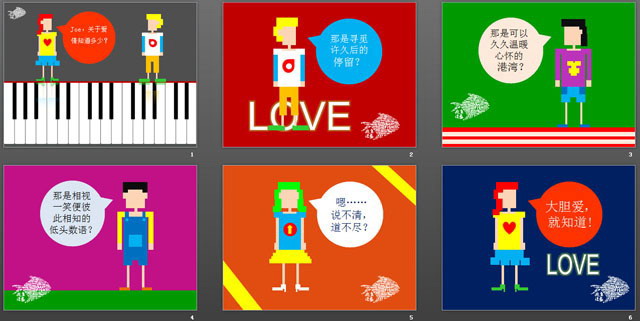 Joe，关于爱
情知道多少？
1
那是寻觅
许久后的
停留？
LOVE
2
那是可以
久久温暖
心怀的
港湾？
3
那是相视
一笑便彼
此相知的
低头数语？
4
嗯……
说不清，
道不尽？
5
大胆爱，
就知道！
LOVE
6